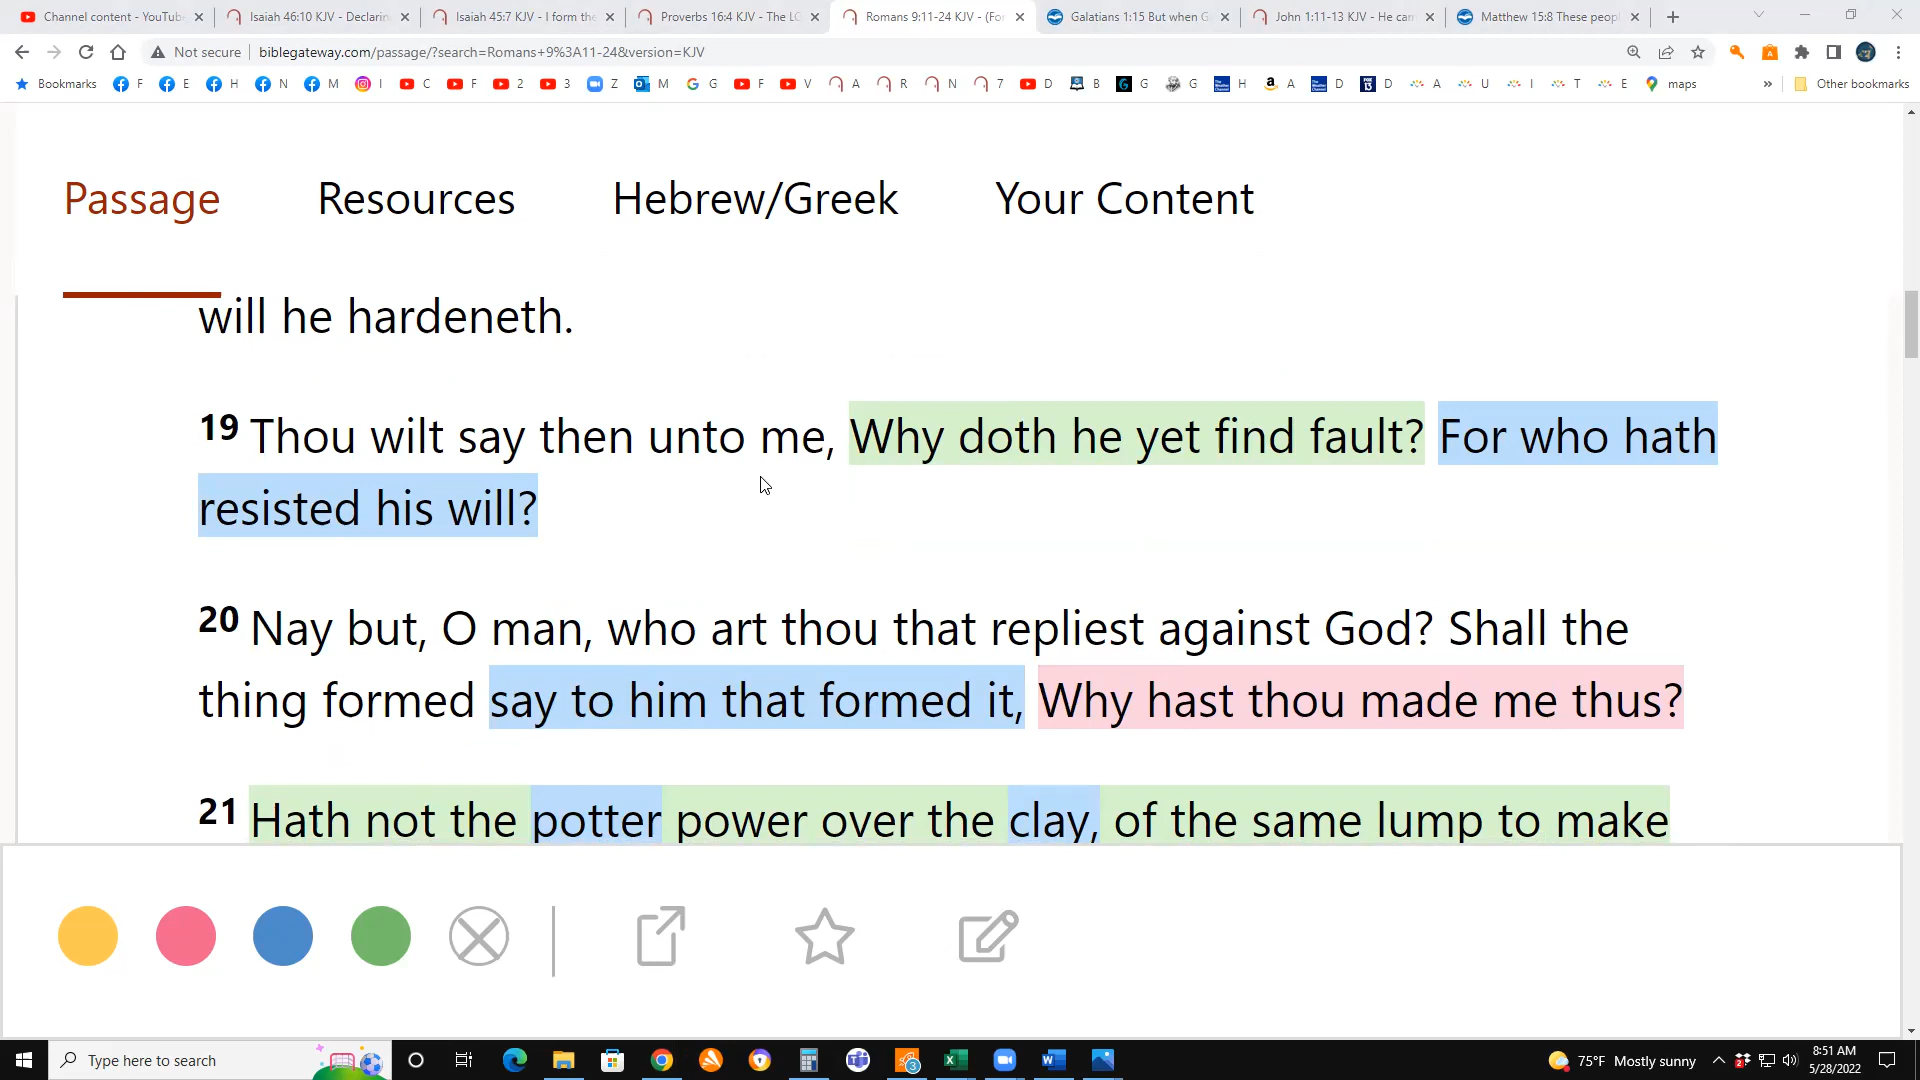 Channel content - YouTube
Isaiah 46:10 KJV - Declarin
Isaiah 45:7 KJV - I form the
Proverbs 16:4 KJV - The LO
Romans 9:11-24 KJV - (For
Galatians 1:15 But when G
John 1:11-13 KJV - He cam
Matthew 15:8 These peopl
Not secure
biblegateway.com/passage/?search=Romans+9%3A11-24&version=KJV
Bookmarks F E H N M I C F 2 3 Z M G F V A R N 7 D B G G H A D D A U I T E maps » Other bookmarks
Passage Resources Hebrew/Greek Your Content
will he hardeneth.
19 Thou wilt say then unto me, Why doth he yet find fault? For who hath
resisted his will?
20 Nay but, O man, who art thou that repliest against God? Shall the
thing formed say to him that formed it, Why hast thou made me thus?
21 Hath not the potter power over the clay, of the same lump to make
Type here to search
3
75°F Mostly sunny
8:51 AM
5/28/2022